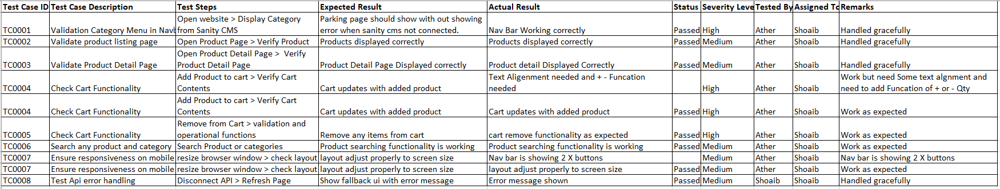 Test Case ID Test Case Description Test Steps Expected Result Actual Result Status Severity Leve Tested By Assigned To Remarks
Open website > Display Category Parking page should show with out showing
TC0001 Validation Category Menu in Navb from Sanity CMS error when sanity cms not connected. Nav Bar Working correctly Passed High Ather Shoaib Handled gracefully
TC0002 Validate product listing page Open Product Page > Verify Product Products displayed correctly Products displayed correctly Passed Medium Ather Shoaib Handled gracefully
Open Product Detail Page > Verify
TC0003 Validate Product Detail Page Product Detail Page Product Detail Page Displayed correctly Product detail Displayed Correctly Passed Medium Ather Shoaib Handled gracefully
Add Product to cart > Verify Cart Text Aligenment needed and + - Funcation Work but need Some text algnment and
TC0004 Check Cart Functionality Contents Cart updates with added product needed High Ather Shoaib need to add Funcation of + or - Qty
Add Product to cart > Verify Cart
TC0004 Check Cart Functionality Contents Cart updates with added product Cart updates with added product Passed High Ather Shoaib Work as expected
Remove from Cart > validation and
TC0005 Check Cart Functionality operational functions Remove any items from cart cart remove functionality as expected Passed High Ather Shoaib Work as expected
TC0006 Search any product and category Search Product or categories Product searching functionality is working Product searching functionality is working Passed Medium Ather Shoaib Work as expected
TC0007 Ensure responsiveness on mobile resize browser window > check layout layout adjust properly to screen size Nav bar is showing 2 X buttons Medium Ather Shoaib Nav bar is showing 2 X buttons
TC0007 Ensure responsiveness on mobile resize browser window > check layout layout adjust properly to screen size layout adjust properly to screen size Passed Medium Ather Shoaib Work as expected
TC0008 Test Api error handling Disconnect API > Refresh Page Show fallback ui with error message Error message shown Passed Medium Shoaib Shoaib Handled gracefully